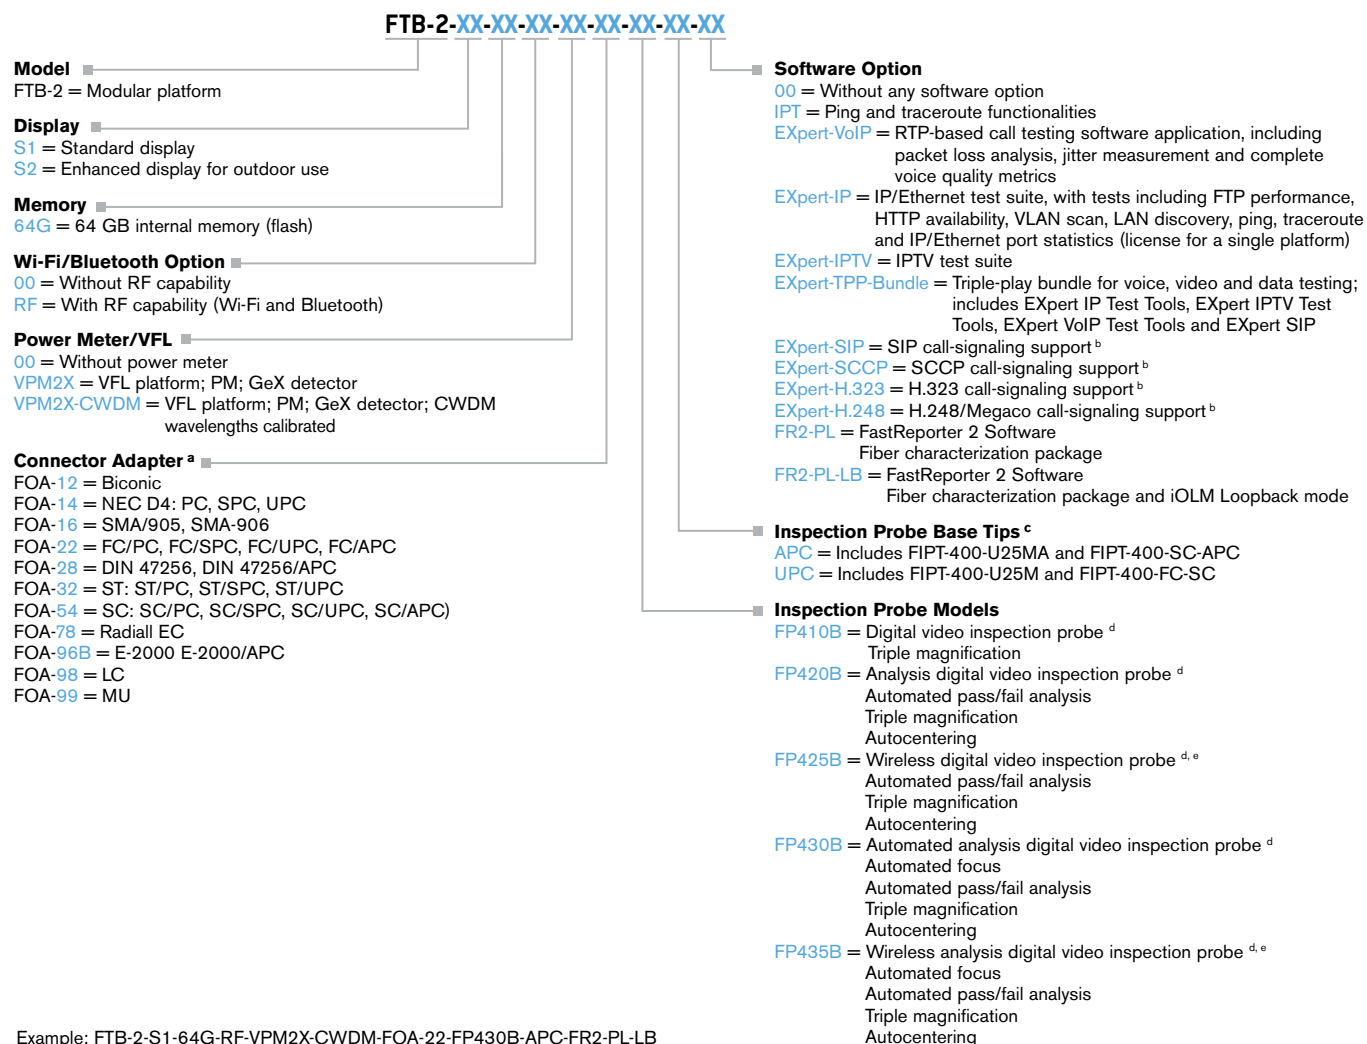 FTB-2-XX-XX-XX-XX-XX-XX-XX-XX
Model
FTB-2 = Modular platform
Display
S1 = Standard display
S2 = Enhanced display for outdoor use
Memory
64G = 64 GB internal memory (flash)
Wi-Fi/Bluetooth Option
00 = Without RF capability
RF = With RF capability (Wi-Fi and Bluetooth)
Power Meter/VFL
00 = Without power meter
VPM2X = VFL platform; PM; GeX detector
VPM2X-CWDM = VFL platform; PM; GeX detector; CWDM
wavelengths calibrated
Connector Adapter a
FOA-12 = Biconic
FOA-14 = NEC D4: PC, SPC, UPC
FOA-16 = SMA/905, SMA-906
FOA-22 = FC/PC, FC/SPC, FC/UPC, FC/APC
FOA-28 = DIN 47256, DIN 47256/APC
FOA-32 = ST: ST/PC, ST/SPC, ST/UPC
FOA-54 = SC: SC/PC, SC/SPC, SC/UPC, SC/APC)
FOA-78 = Radiall EC
FOA-96B = E-2000 E-2000/APC
FOA-98 = LC
FOA-99 = MU
Software Option
00 = Without any software option
IPT = Ping and traceroute functionalities
EXpert-VoIP = RTP-based call testing software application, including
packet loss analysis, jitter measurement and complete
voice quality metrics
EXpert-IP = IP/Ethernet test suite, with tests including FTP performance,
HTTP availability, VLAN scan, LAN discovery, ping, traceroute
and IP/Ethernet port statistics (license for a single platform)
EXpert-IPTV = IPTV test suite
EXpert-TPP-Bundle = Triple-play bundle for voice, video and data testing;
includes EXpert IP Test Tools, EXpert IPTV Test
Tools, EXpert VoIP Test Tools and EXpert SIP
EXpert-SIP = SIP call-signaling support b
EXpert-SCCP = SCCP call-signaling support b
EXpert-H.323 = H.323 call-signaling support b
EXpert-H.248 = H.248/Megaco call-signaling support b
FR2-PL = FastReporter 2 Software
Fiber characterization package
FR2-PL-LB = FastReporter 2 Software
Fiber characterization package and iOLM Loopback mode
Inspection Probe Base Tips c
APC = Includes FIPT-400-U25MA and FIPT-400-SC-APC
UPC = Includes FIPT-400-U25M and FIPT-400-FC-SC
Inspection Probe Models
FP410B = Digital video inspection probe d
Triple magnification
FP420B = Analysis digital video inspection probe d
Automated pass/fail analysis
Triple magnification
Autocentering
FP425B = Wireless digital video inspection probe d, e
Automated pass/fail analysis
Triple magnification
Autocentering
FP430B = Automated analysis digital video inspection probe d
Automated focus
Automated pass/fail analysis
Triple magnification
Autocentering
FP435B = Wireless analysis digital video inspection probe d, e
Automated focus
Automated pass/fail analysis
Triple magnification
Autocentering
Example: FTB-2-S1-64G-RF-VPM2X-CWDM-FOA-22-FP430B-APC-FR2-PL-LB